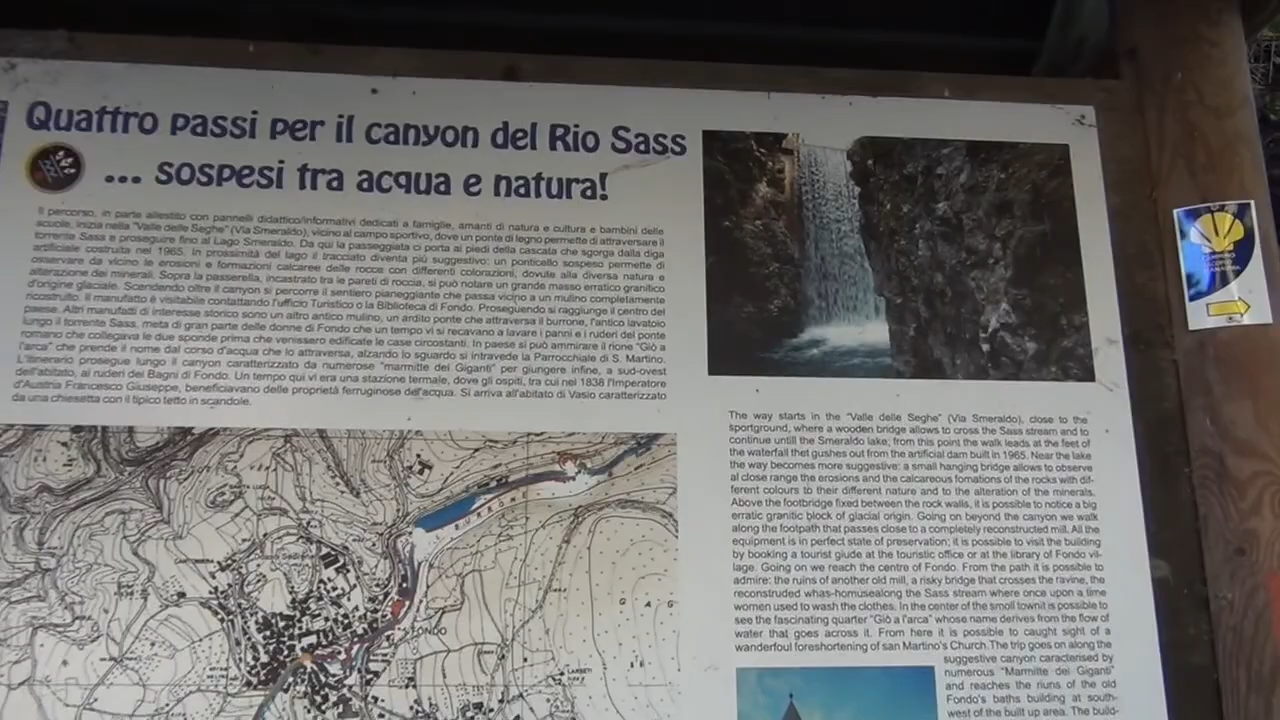 Quattro passi per il canyon del Rio Sass
... sospesi tra acqua e natura!
Il percorso, in parte allestito con pannelli didattico/informativi dedicati a famiglie, amanti di natura e cultura e bambini delle
scuole, inizia nella "Valle delle Seghe" (Via Smeraldo), vicino al campo sportivo, dove un ponte di legno permette di attraversare il
torrente Sass e proseguire fino al Lago Smeraldo. Da qui la passeggiata ci porta ai piedi della cascata che sgorga dalla diga
artificiale costruita nel 1965. In prossimità del lago il tracciato diventa più suggestivo: un ponticello sospeso permette di
osservare da vicino le erosioni e formazioni calcaree delle rocce con differenti colorazioni, dovute alla diversa natura e
alterazione dei minerali. Sopra la passerella, incastrato tra le pareti di roccia, si può notare un grande masso erratico granitico
d'origine glaciale. Scendendo oltre il canyon si percorre il sentiero pianeggiante che passa vicino a un mulino completamente
ricostruito. Il manufatto è visitabile contattando l'ufficio Turistico o la Biblioteca di Fondo. Proseguendo si raggiunge il centro del
paese. Altri manufatti di interesse storico sono un altro antico mulino, un ardito ponte che attraversa il burrone, l'antico lavatoio
lungo il torrente Sass, meta di gran parte delle donne di Fondo che un tempo vi si recavano a lavare i panni e i ruderi del ponte
romano che collegava le due sponde prima che venissero edificate le case circostanti. In paese si può ammirare il rione "Giò a
l'arca" che prende il nome dal corso d'acqua che lo attraversa, alzando lo sguardo si intravede la Parrocchiale di S. Martino.
L'itinerario prosegue lungo il canyon caratterizzato da numerose "marmitte dei Giganti" per giungere infine, a sud-ovest
dell'abitato, ai ruderi dei Bagni di Fondo. Un tempo qui vi era una stazione termale, dove gli ospiti, tra cui nel 1838 l'Imperatore
d'Austria Francesco Giuseppe, beneficiavano delle proprietà ferruginose dell'acqua. Si arriva all'abitato di Vasio caratterizzato
da una chiesetta con il tipico tetto in scandole.
The way starts in the "Valle delle Seghe" (Via Smeraldo), close to the
sportground, where a wooden bridge allows to cross the Sass stream and to
continue untill the Smeraldo lake; from this point the walk leads at the feet of
the waterfall thet gushes out from the artificial dam built in 1965. Near the lake
the way becomes more suggestive: a small hanging bridge allows to observe
al close range the erosions and the calcareous fomations of the rocks with dif-
ferent colours to their different nature and to the alteration of the minerals.
Above the footbridge fixed between the rock walls, it is possible to notice a big
erratic granitic block of glacial origin. Going on beyond the canyon we walk
along the footpath that passes close to a completely reconstructed mill. All the
equipment is in perfect state of preservation; it is possible to visit the building
by booking a tourist giude at the touristic office or at the library of Fondo vil-
lage. Going on we reach the centre of Fondo. From the path it is possible to
admire: the ruins of another old mill, a risky bridge that crosses the ravine, the
reconstructed whas-homusealong the Sass stream where once upon a time
women used to wash the clothes. In the center of the small townit is possible to
see the fascinating quarter "Giò a l'arca" whose name derives from the flow of
water that goes across it. From here it is possible to caught sight of a
wanderfoul foreshortening of san Martino's Church.The trip goes on along the
suggestive canyon caracterised by
numerous "Marmitte dei Giganti"
and reaches the riuns of the old
Fondo's baths building at south-
west of the built up area. The build-
SANTA LUCIA
BURRONE
FONDO
GAG
CAMMINO
JACOPEO